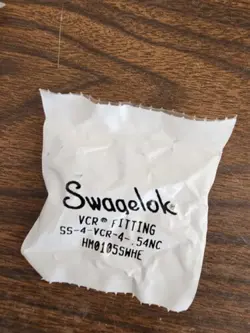 Swagelok
VCR® FITTING
SS-4-VCR-4-.54NC
HM0105SWHE